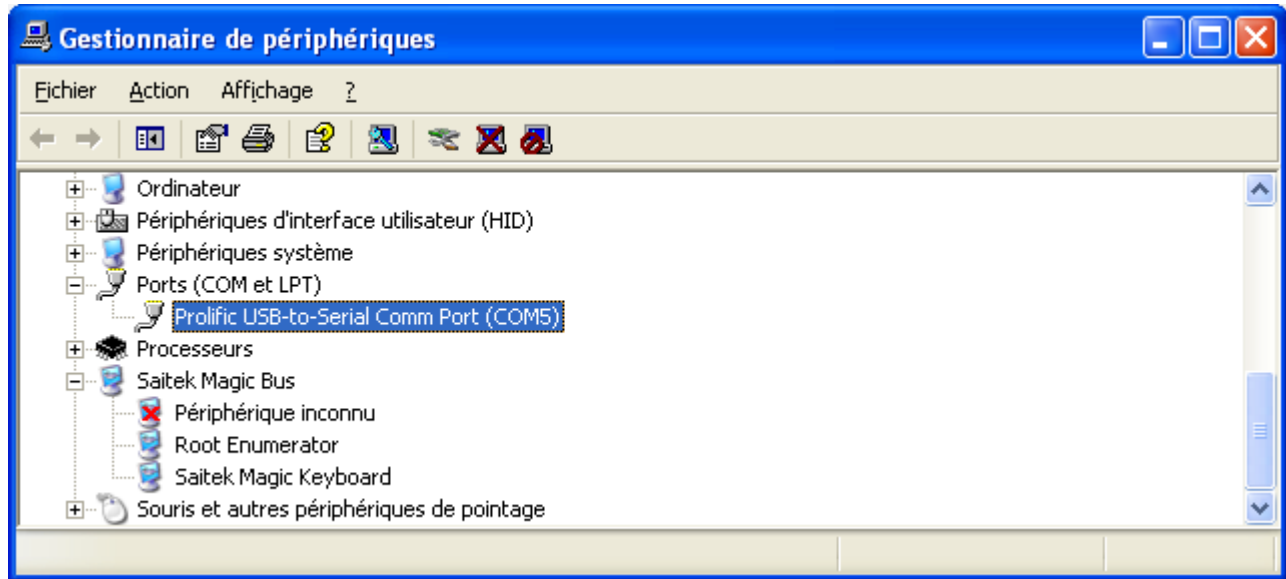 Gestionnaire de périphériques
Fichier Action Affichage ?
Ordinateur
Périphériques d'interface utilisateur (HID)
Périphériques système
Ports (COM et LPT)
Prolific USB-to-Serial Comm Port (COM5)
Processeurs
Saitek Magic Bus
Périphérique inconnu
Root Enumerator
Saitek Magic Keyboard
Souris et autres périphériques de pointage